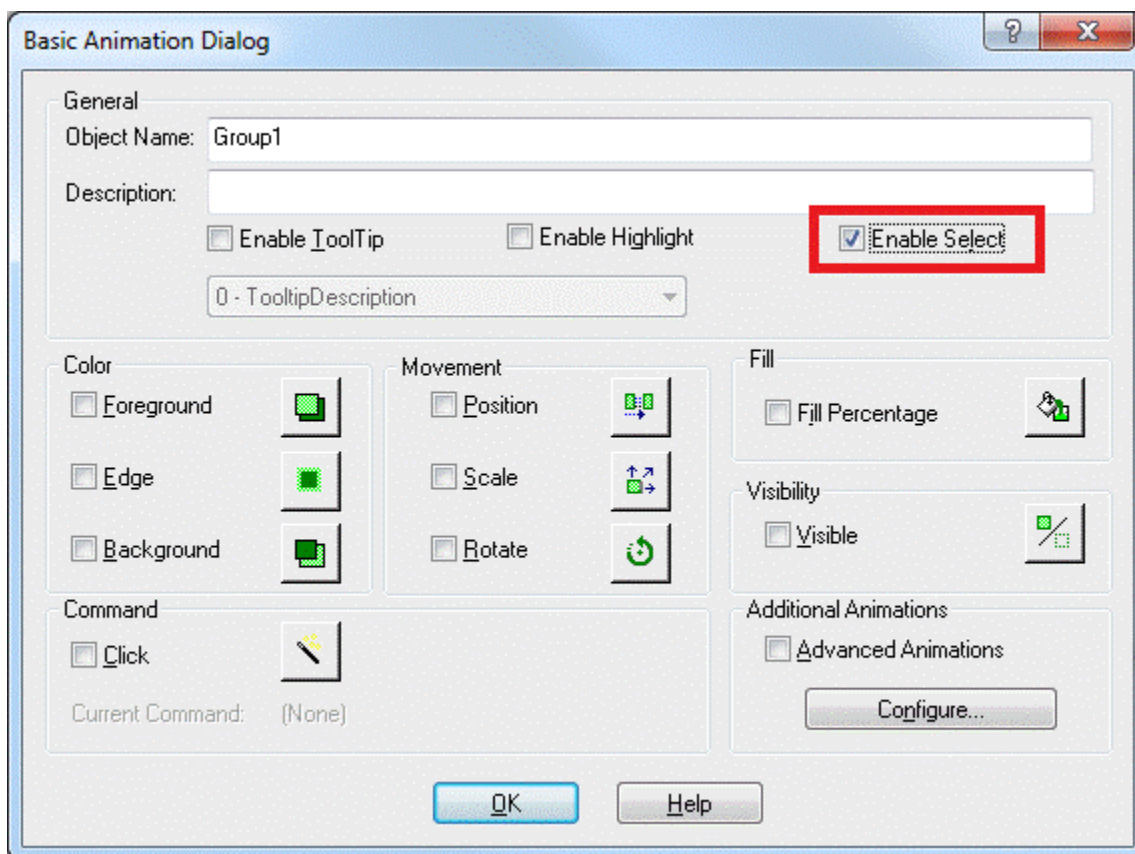 Basic Animation Dialog
General
Object Name: Group1
Description:
Enable ToolTip Enable Highlight Enable Select
0 - TooltipDescription
Color
Foreground
Edge
Background
Movement
Position
Scale
Rotate
Fill
Fill Percentage
Visibility
Visible
Command
Click
Current Command: (None)
Additional Animations
Advanced Animations
Configure...
OK Help